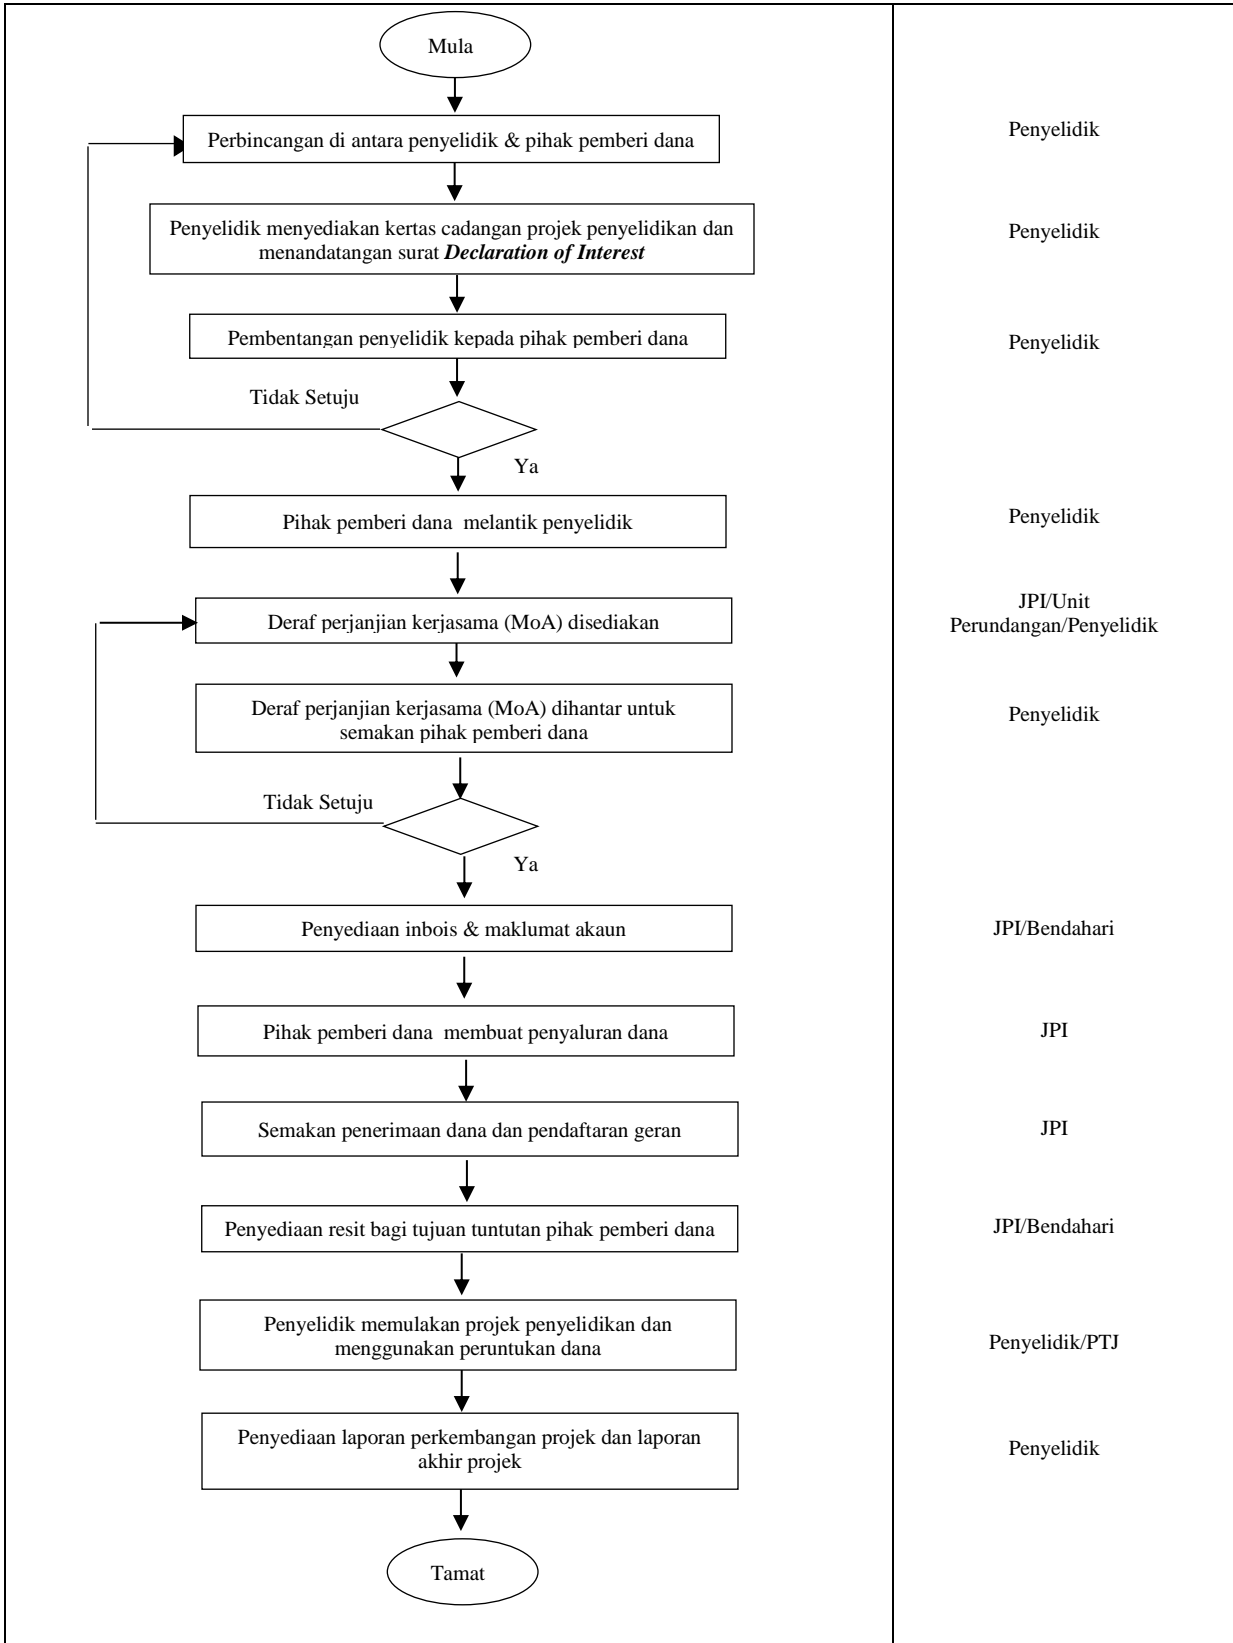 Mula
Perbincangan di antara penyelidik & pihak pemberi dana
Penyelidik
Penyelidik menyediakan kertas cadangan projek penyelidikan dan
menandatangan surat Declaration of Interest
Penyelidik
Pembentangan penyelidik kepada pihak pemberi dana
Penyelidik
Tidak Setuju
Ya
Pihak pemberi dana melantik penyelidik
Penyelidik
Deraf perjanjian kerjasama (MoA) disediakan
JPI/Unit
Perundangan/Penyelidik
Deraf perjanjian kerjasama (MoA) dihantar untuk
semakan pihak pemberi dana
Penyelidik
Tidak Setuju
Ya
Penyediaan inbois & maklumat akaun
JPI/Bendahari
Pihak pemberi dana membuat penyaluran dana
JPI
Semakan penerimaan dana dan pendaftaran geran
JPI
Penyediaan resit bagi tujuan tuntutan pihak pemberi dana
JPI/Bendahari
Penyelidik memulakan projek penyelidikan dan
menggunakan peruntukan dana
Penyelidik/PTJ
Penyediaan laporan perkembangan projek dan laporan
akhir projek
Penyelidik
Tamat